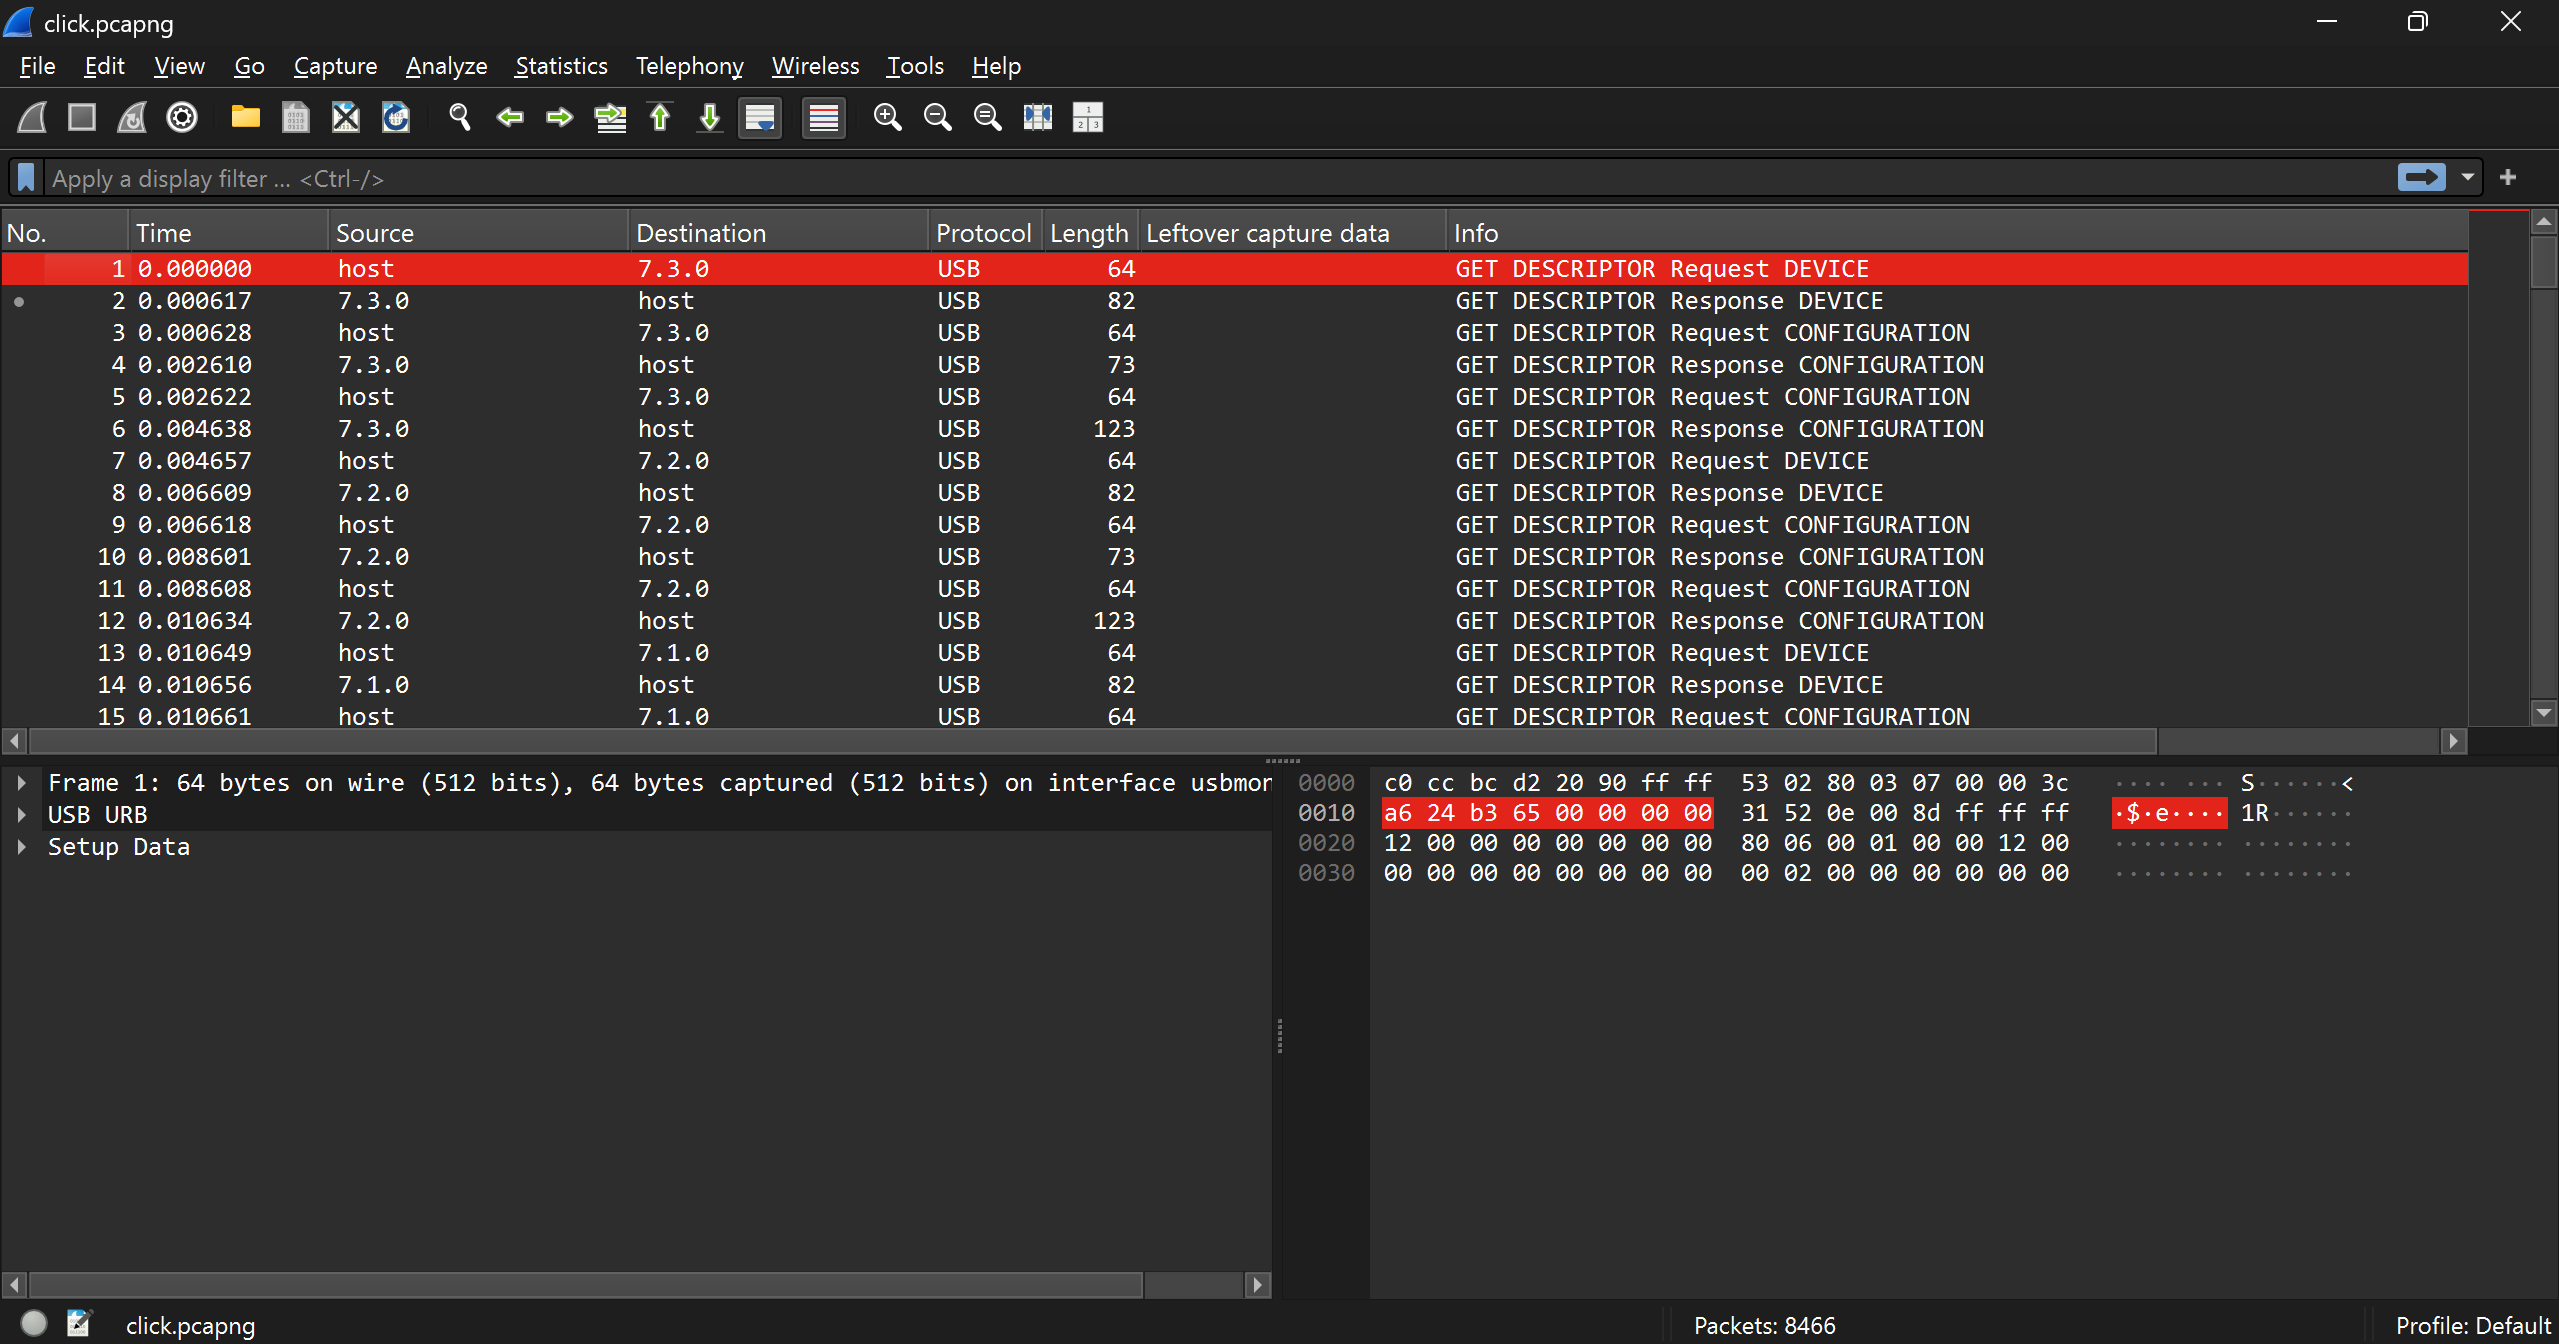 click.pcapng
File Edit View Go Capture Analyze Statistics Telephony Wireless Tools Help
Apply a display filter ... <Ctrl-/>
No. Time Source Destination Protocol Length Leftover capture data Info
1 0.000000 host 7.3.0 USB 64 GET DESCRIPTOR Request DEVICE
2 0.000617 7.3.0 host USB 82 GET DESCRIPTOR Response DEVICE
3 0.000628 host 7.3.0 USB 64 GET DESCRIPTOR Request CONFIGURATION
4 0.002610 7.3.0 host USB 73 GET DESCRIPTOR Response CONFIGURATION
5 0.002622 host 7.3.0 USB 64 GET DESCRIPTOR Request CONFIGURATION
6 0.004638 7.3.0 host USB 123 GET DESCRIPTOR Response CONFIGURATION
7 0.004657 host 7.2.0 USB 64 GET DESCRIPTOR Request DEVICE
8 0.006609 7.2.0 host USB 82 GET DESCRIPTOR Response DEVICE
9 0.006618 host 7.2.0 USB 64 GET DESCRIPTOR Request CONFIGURATION
10 0.008601 7.2.0 host USB 73 GET DESCRIPTOR Response CONFIGURATION
11 0.008608 host 7.2.0 USB 64 GET DESCRIPTOR Request CONFIGURATION
12 0.010634 7.2.0 host USB 123 GET DESCRIPTOR Response CONFIGURATION
13 0.010649 host 7.1.0 USB 64 GET DESCRIPTOR Request DEVICE
14 0.010656 7.1.0 host USB 82 GET DESCRIPTOR Response DEVICE
15 0.010661 host 7.1.0 USB 64 GET DESCRIPTOR Request CONFIGURATION
Frame 1: 64 bytes on wire (512 bits), 64 bytes captured (512 bits) on interface usbmon
USB URB
Setup Data
0000 c0 cc bc d2 20 90 ff ff 53 02 80 03 07 00 00 3c ···· ··· S······<
0010 a6 24 b3 65 00 00 00 00 31 52 0e 00 8d ff ff ff ·$·e···· 1R······
0020 12 00 00 00 00 00 00 00 80 06 00 01 00 00 12 00 ········ ········
0030 00 00 00 00 00 00 00 00 00 02 00 00 00 00 00 00 ········ ········
click.pcapng
Packets: 8466
Profile: Default